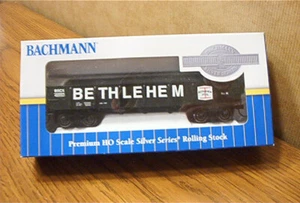 BACHMANN
BETHLEHEM
Premium HO Scale Silver Series® Rolling Stock